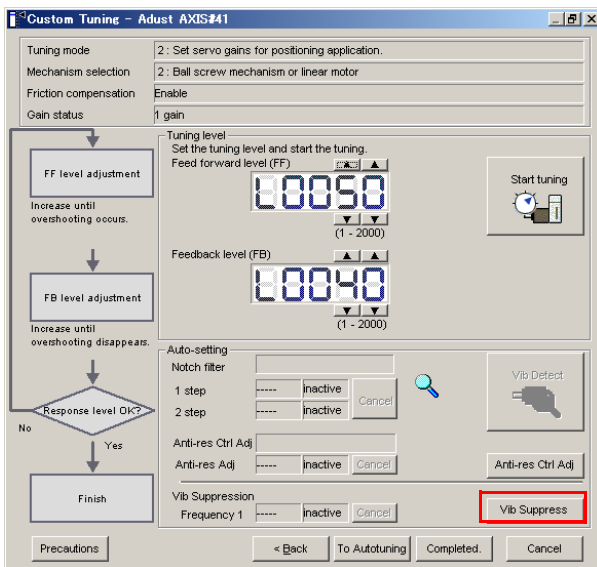 Custom Tuning - Adust AXIS#41
Tuning mode
2 : Set servo gains for positioning application.
Mechanism selection
2 : Ball screw mechanism or linear motor
Friction compensation
Enable
Gain status
1 gain
FF level adjustment
Increase until
overshooting occurs.
FB level adjustment
Increase until
overshooting disappears.
Response level OK?
No
Yes
Finish
Tuning level
Set the tuning level and start the tuning.
Feed forward level (FF)
L0050
(1 - 2000)
Feedback level (FB)
L0040
(1 - 2000)
Start tuning
Auto-setting
Notch filter
1 step
-----
inactive
2 step
-----
inactive
Cancel
Vib Detect
Anti-res Ctrl Adj
Anti-res Adj
-----
inactive
Cancel
Anti-res Ctrl Adj
Vib Suppression
Frequency 1
-----
inactive
Cancel
Vib Suppress
Precautions
< Back
To Autotuning
Completed.
Cancel